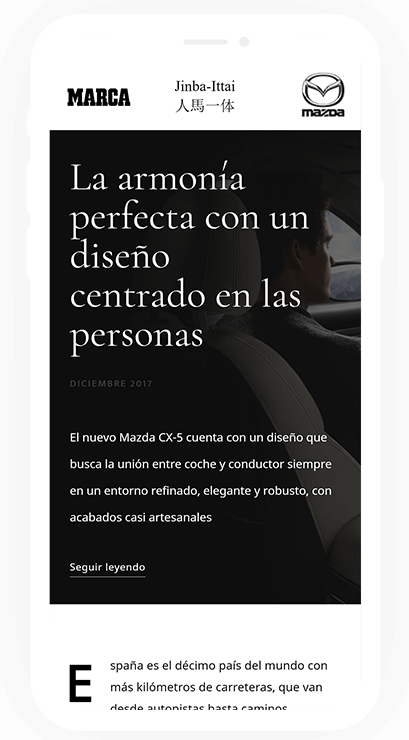 MARCA
Jinba-Ittai
人馬一体
mazda
La armonía
perfecta con un
diseño
centrado en las
personas
DICIEMBRE 2017
El nuevo Mazda CX-5 cuenta con un diseño que
busca la unión entre coche y conductor siempre
en un entorno refinado, elegante y robusto, con
acabados casi artesanales
Seguir leyendo
España es el décimo país del mundo con
más kilómetros de carreteras, que van
desde autopistas hasta caminos